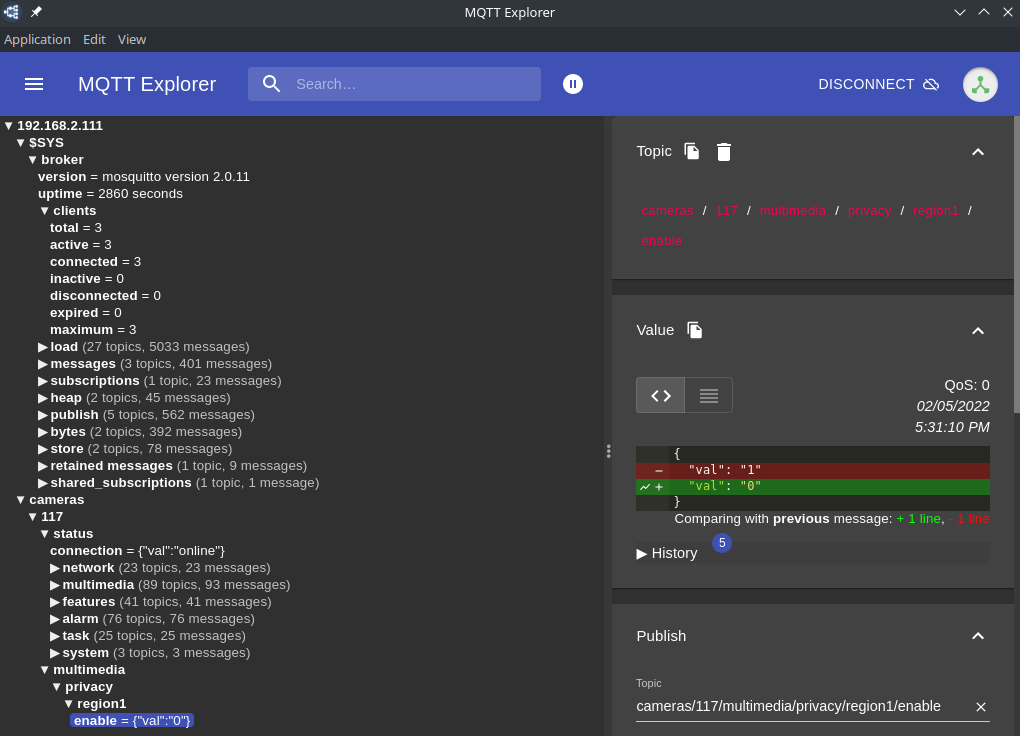 MQTT Explorer
Application Edit View
MQTT Explorer
Search...
DISCONNECT
▼ 192.168.2.111
▼ $SYS
▼ broker
version = mosquitto version 2.0.11
uptime = 2860 seconds
▼ clients
total = 3
active = 3
connected = 3
inactive = 0
disconnected = 0
expired = 0
maximum = 3
▶ load (27 topics, 5033 messages)
▶ messages (3 topics, 401 messages)
▶ subscriptions (1 topic, 23 messages)
▶ heap (2 topics, 45 messages)
▶ publish (5 topics, 562 messages)
▶ bytes (2 topics, 392 messages)
▶ store (2 topics, 78 messages)
▶ retained messages (1 topic, 9 messages)
▶ shared_subscriptions (1 topic, 1 message)
▼ cameras
▼ 117
▼ status
connection = {"val":"online"}
▶ network (23 topics, 23 messages)
▶ multimedia (89 topics, 93 messages)
▶ features (41 topics, 41 messages)
▶ alarm (76 topics, 76 messages)
▶ task (25 topics, 25 messages)
▶ system (3 topics, 3 messages)
▼ multimedia
▼ privacy
▼ region1
enable = {"val":"0"}
Topic
cameras / 117 / multimedia / privacy / region1 /
enable
Value
QoS: 0
02/05/2022
5:31:10 PM
{
- "val": "1"
+ "val": "0"
}
Comparing with previous message: + 1 line, - 1 line
▶ History 5
Publish
Topic
cameras/117/multimedia/privacy/region1/enable